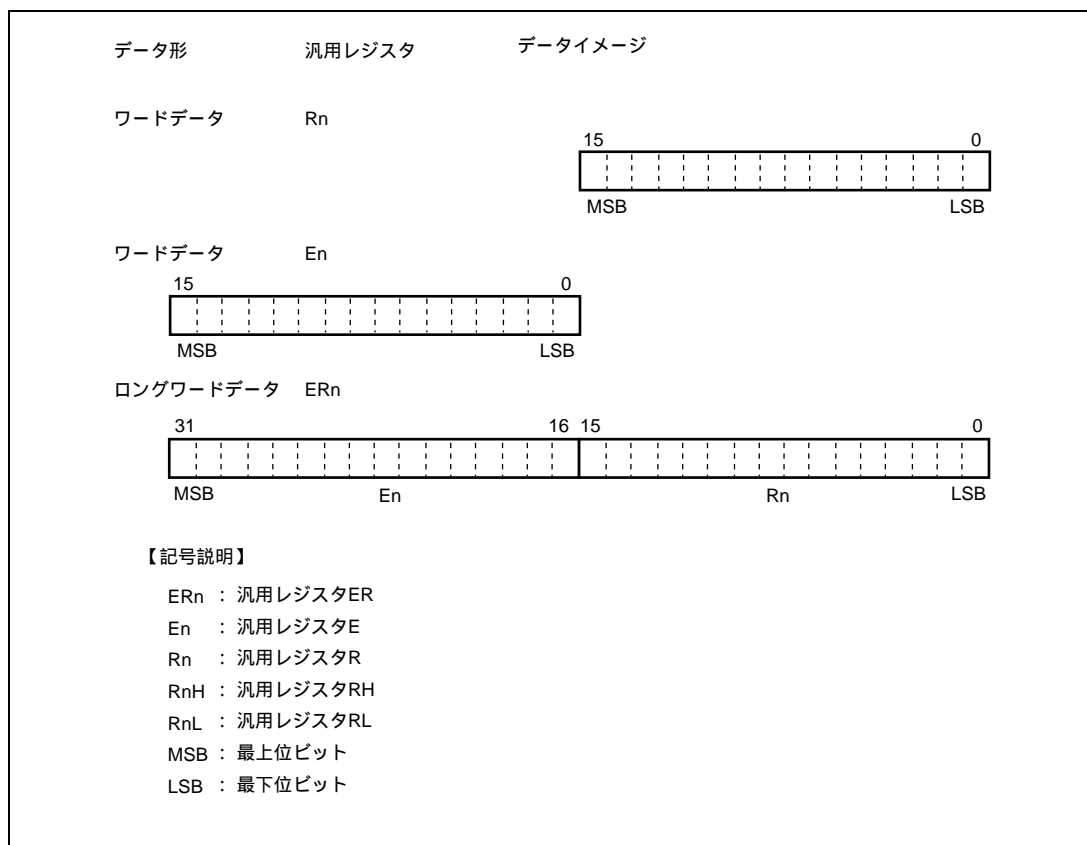 データ形 汎用レジスタ データイメージ
ワードデータ Rn
15 0
MSB LSB
ワードデータ En
15 0
MSB LSB
ロングワードデータ ERn
31 16 15 0
MSB En Rn LSB
【記号説明】
ERn : 汎用レジスタER
En : 汎用レジスタE
Rn : 汎用レジスタR
RnH : 汎用レジスタRH
RnL : 汎用レジスタRL
MSB : 最上位ビット
LSB : 最下位ビット